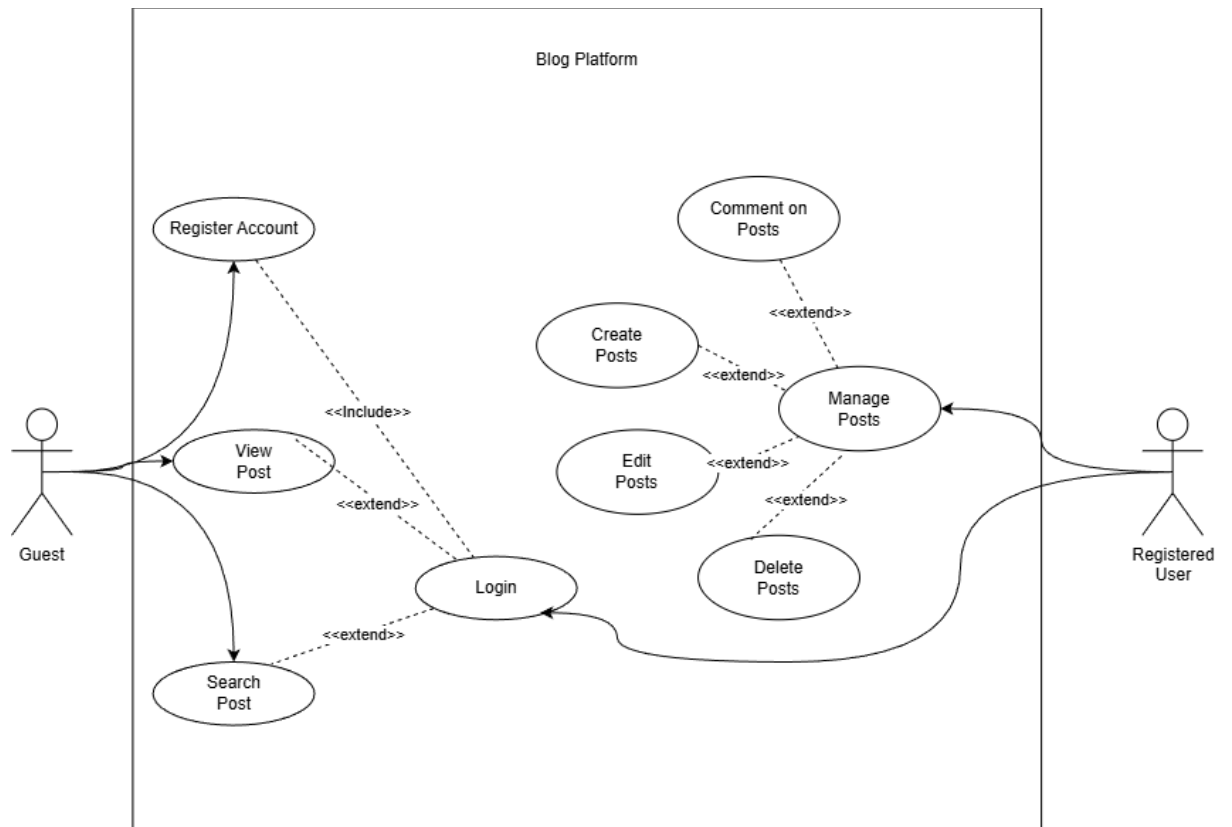 Blog Platform
Register Account
Comment on
Posts
<<extend>>
Create
Posts
<<extend>>
Manage
Posts
<<Include>>
View
Post
Edit
Posts
<<extend>>
<<extend>>
<<extend>>
Guest
Registered
User
Delete
Posts
Login
<<extend>>
Search
Post